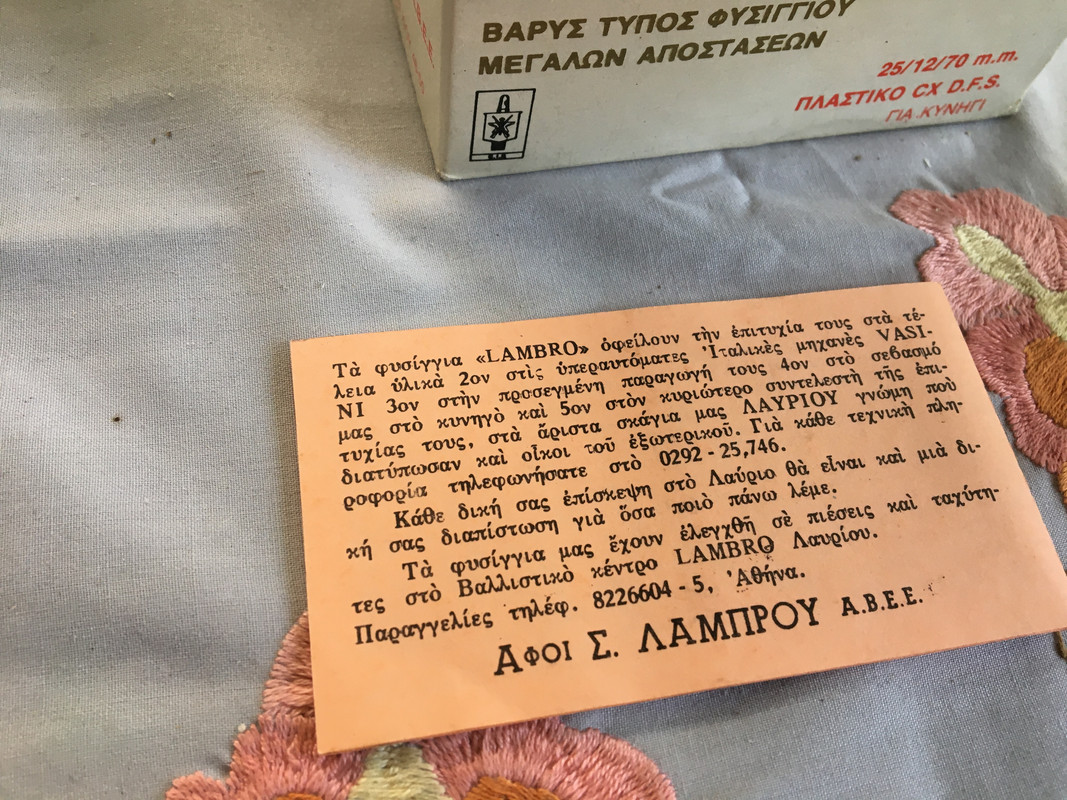 ΒΑΡΥΣ ΤΥΠΟΣ ΦΥΣΙΓΓΙΟΥ
ΜΕΓΑΛΩΝ ΑΠΟΣΤΑΣΕΩΝ
25/12/70 m.m.
ΠΛΑΣΤΙΚΟ CX D.F.S.
ΓΙΑ ΚΥΝΗΓΙ
Τὰ φυσίγγια «LAMBRO» ὀφείλουν τὴν ἐπιτυχία τους στὰ τέ-
λεια ὑλικὰ 2ον στὶς ὑπεραυτόματες Ἰταλικὲς μηχανὲς VASI-
NI 3ον στὴν προσεγμένη παραγωγή τους 4ον στὸ σεβασμό
μας στὸ κυνηγὸ καὶ 5ον στὸν κυριώτερο συντελεστὴ τῆς ἐπι-
τυχίας τους, στὰ ἄριστα σκάγια μας ΛΑΥΡΙΟΥ γνώμη ποὺ
διατύπωσαν καὶ οἶκοι τοῦ ἐξωτερικοῦ. Γιὰ κάθε τεχνικὴ πλη-
ροφορία τηλεφωνήσατε στὸ 0292 - 25,746.
Κάθε δική σας ἐπίσκεψη στὸ Λαύριο θὰ εἶναι καὶ μιὰ δι-
κή σας διαπίστωση γιὰ ὅσα ποιὸ πάνω λέμε.
Τὰ φυσίγγια μας ἔχουν ἐλεγχθῆ σὲ πιέσεις καὶ ταχύτη-
τες στὸ Βαλλιστικὸ κέντρο LAMBRO Λαυρίου.
Παραγγελίες τηλέφ. 8226604 - 5, Ἀθήνα.
ΑΦΟΙ Σ. ΛΑΜΠΡΟΥ Α.Β.Ε.Ε.